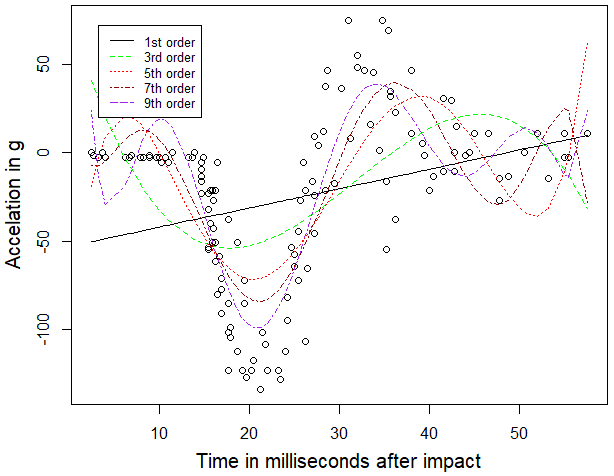 1st order
3rd order
5th order
7th order
9th order
50
0
-50
-100
Accelation in g
10 20 30 40 50
Time in milliseconds after impact